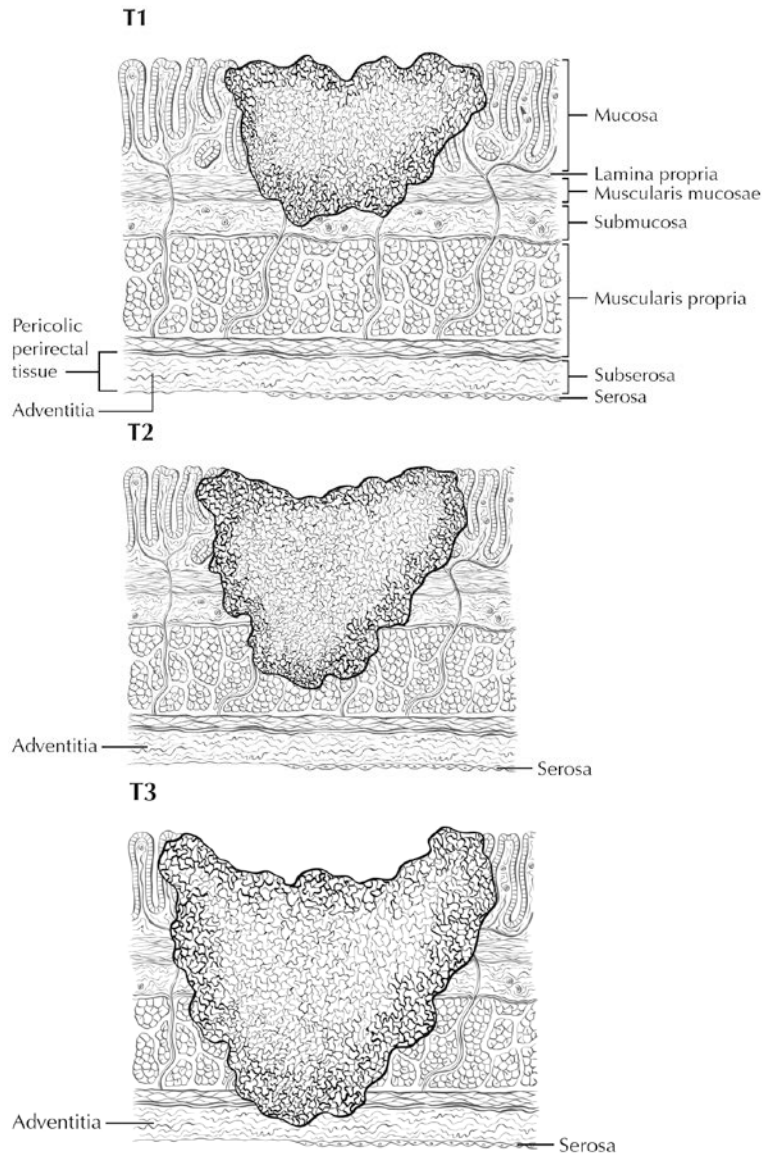 T1
Mucosa
Lamina propria
Muscularis mucosae
Submucosa
Muscularis propria
Pericolic
perirectal
tissue
Subserosa
Serosa
Adventitia
T2
Adventitia
Serosa
T3
Adventitia
Serosa